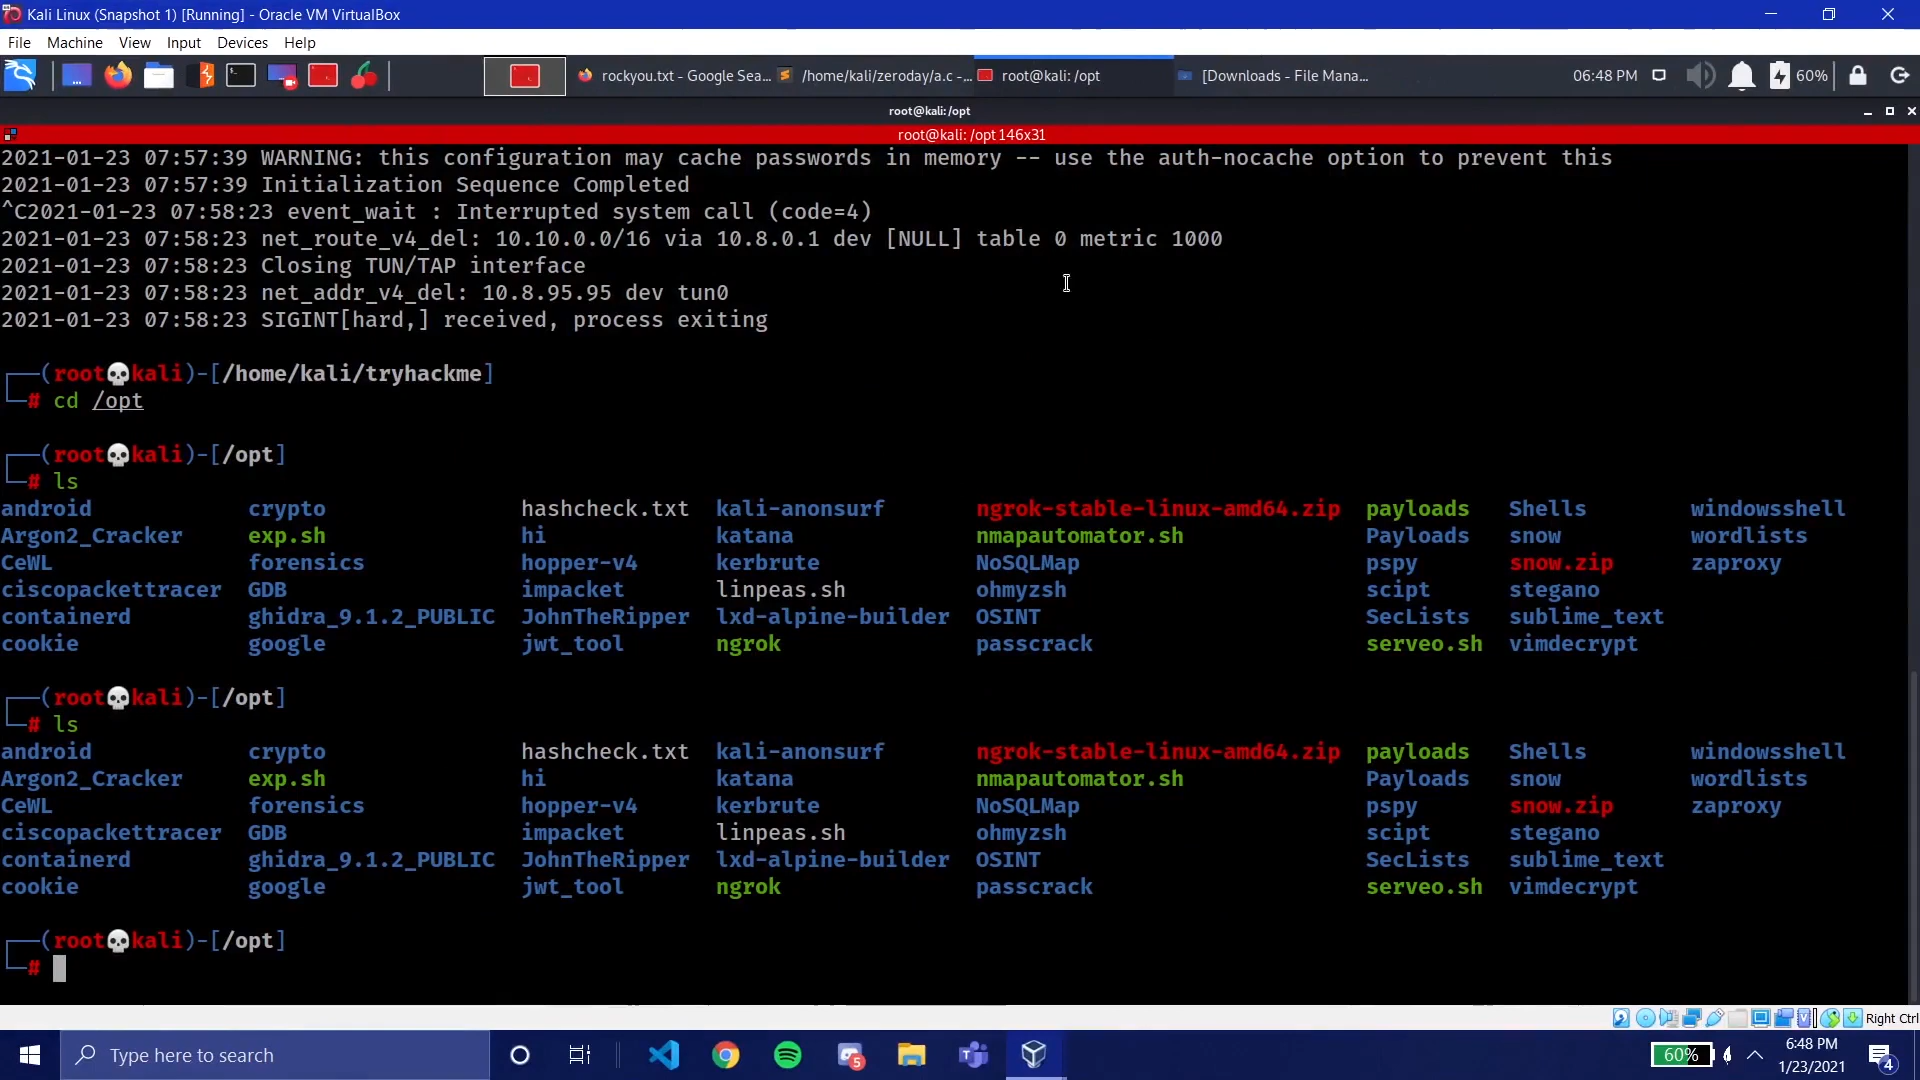 Kali Linux (Snapshot 1) [Running] - Oracle VM VirtualBox
File Machine View Input Devices Help
rockyou.txt - Google Sea... /home/kali/zeroday/a.c -... root@kali: /opt [Downloads - File Mana... 06:48 PM 60%
root@kali: /opt
root@kali: /opt 146x31
2021-01-23 07:57:39 WARNING: this configuration may cache passwords in memory -- use the auth-nocache option to prevent this
2021-01-23 07:57:39 Initialization Sequence Completed
^C2021-01-23 07:58:23 event_wait : Interrupted system call (code=4)
2021-01-23 07:58:23 net_route_v4_del: 10.10.0.0/16 via 10.8.0.1 dev [NULL] table 0 metric 1000
2021-01-23 07:58:23 Closing TUN/TAP interface
2021-01-23 07:58:23 net_addr_v4_del: 10.8.95.95 dev tun0
2021-01-23 07:58:23 SIGINT[hard,] received, process exiting
(root💀kali)-[/home/kali/tryhackme]
# cd /opt
(root💀kali)-[/opt]
# ls
android crypto hashcheck.txt kali-anonsurf ngrok-stable-linux-amd64.zip payloads Shells windowsshell
Argon2_Cracker exp.sh hi katana nmapautomator.sh Payloads snow wordlists
CeWL forensics hopper-v4 kerbrute NoSQLMap pspy snow.zip zaproxy
ciscopackettracer GDB impacket linpeas.sh ohmyzsh scipt stegano
containerd ghidra_9.1.2_PUBLIC JohnTheRipper lxd-alpine-builder OSINT SecLists sublime_text
cookie google jwt_tool ngrok passcrack serveo.sh vimdecrypt
(root💀kali)-[/opt]
# ls
android crypto hashcheck.txt kali-anonsurf ngrok-stable-linux-amd64.zip payloads Shells windowsshell
Argon2_Cracker exp.sh hi katana nmapautomator.sh Payloads snow wordlists
CeWL forensics hopper-v4 kerbrute NoSQLMap pspy snow.zip zaproxy
ciscopackettracer GDB impacket linpeas.sh ohmyzsh scipt stegano
containerd ghidra_9.1.2_PUBLIC JohnTheRipper lxd-alpine-builder OSINT SecLists sublime_text
cookie google jwt_tool ngrok passcrack serveo.sh vimdecrypt
(root💀kali)-[/opt]
#
Right Ctrl
Type here to search 5 60% 6:48 PM
1/23/2021 4